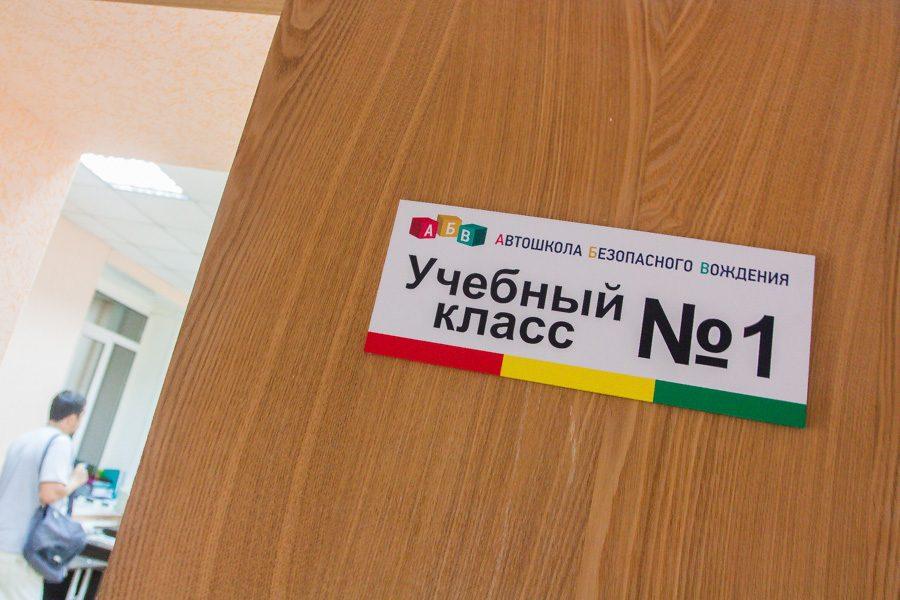 АБВ Автошкола Безопасного Вождения
Учебный
класс
№1